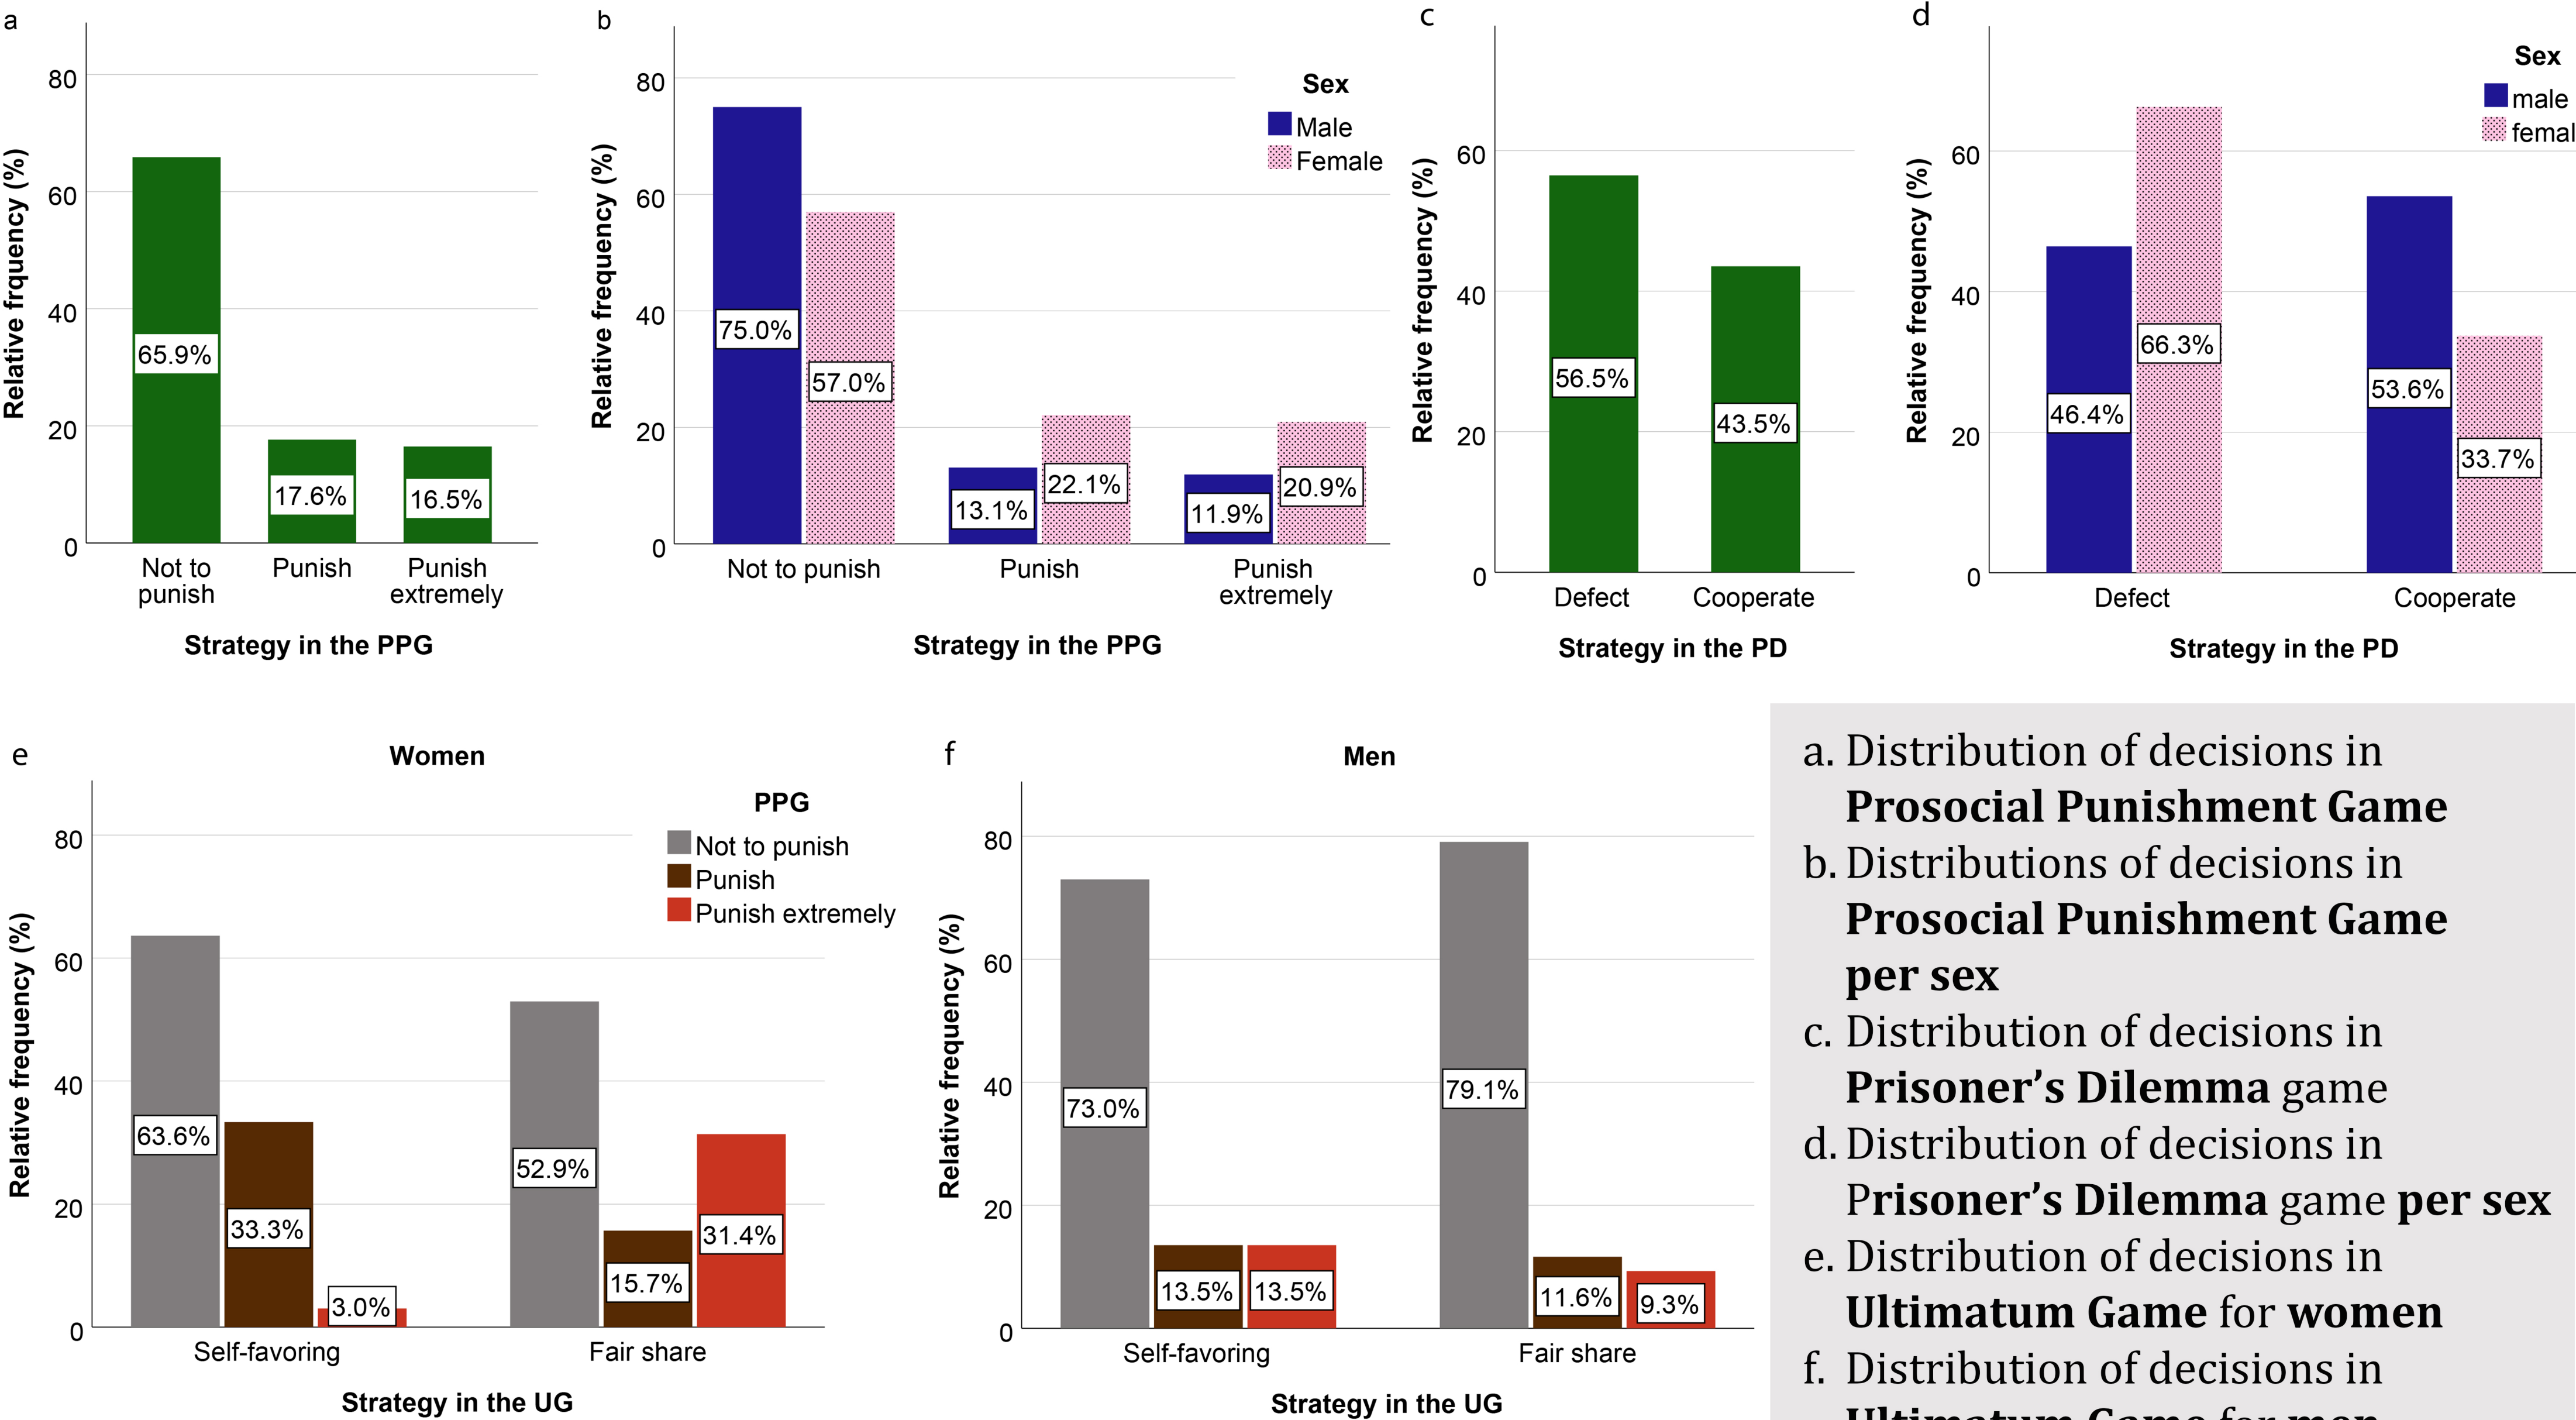 a
Relative frquency (%)
80
60
40
20
0
65.9%
17.6%
16.5%
Not to
punish
Punish
Punish
extremely
Strategy in the PPG
b
Relative frequency (%)
80
60
40
20
0
Sex
Male
Female
75.0%
57.0%
13.1%
22.1%
11.9%
20.9%
Not to punish
Punish
Punish
extremely
Strategy in the PPG
c
Relative frequency (%)
60
40
20
0
56.5%
43.5%
Defect
Cooperate
Strategy in the PD
d
Relative frequency (%)
60
40
20
0
Sex
male
femal
46.4%
66.3%
53.6%
33.7%
Defect
Cooperate
Strategy in the PD
e
Women
Relative frequency (%)
80
60
40
20
0
PPG
Not to punish
Punish
Punish extremely
63.6%
33.3%
3.0%
52.9%
15.7%
31.4%
Self-favoring
Fair share
Strategy in the UG
f
Men
Relative frequency (%)
80
60
40
20
0
73.0%
13.5%
13.5%
79.1%
11.6%
9.3%
Self-favoring
Fair share
Strategy in the UG
a. Distribution of decisions in
Prosocial Punishment Game
b. Distributions of decisions in
Prosocial Punishment Game
per sex
c. Distribution of decisions in
Prisoner's Dilemma game
d. Distribution of decisions in
Prisoner's Dilemma game per sex
e. Distribution of decisions in
Ultimatum Game for women
f. Distribution of decisions in
Ultimatum Game for men